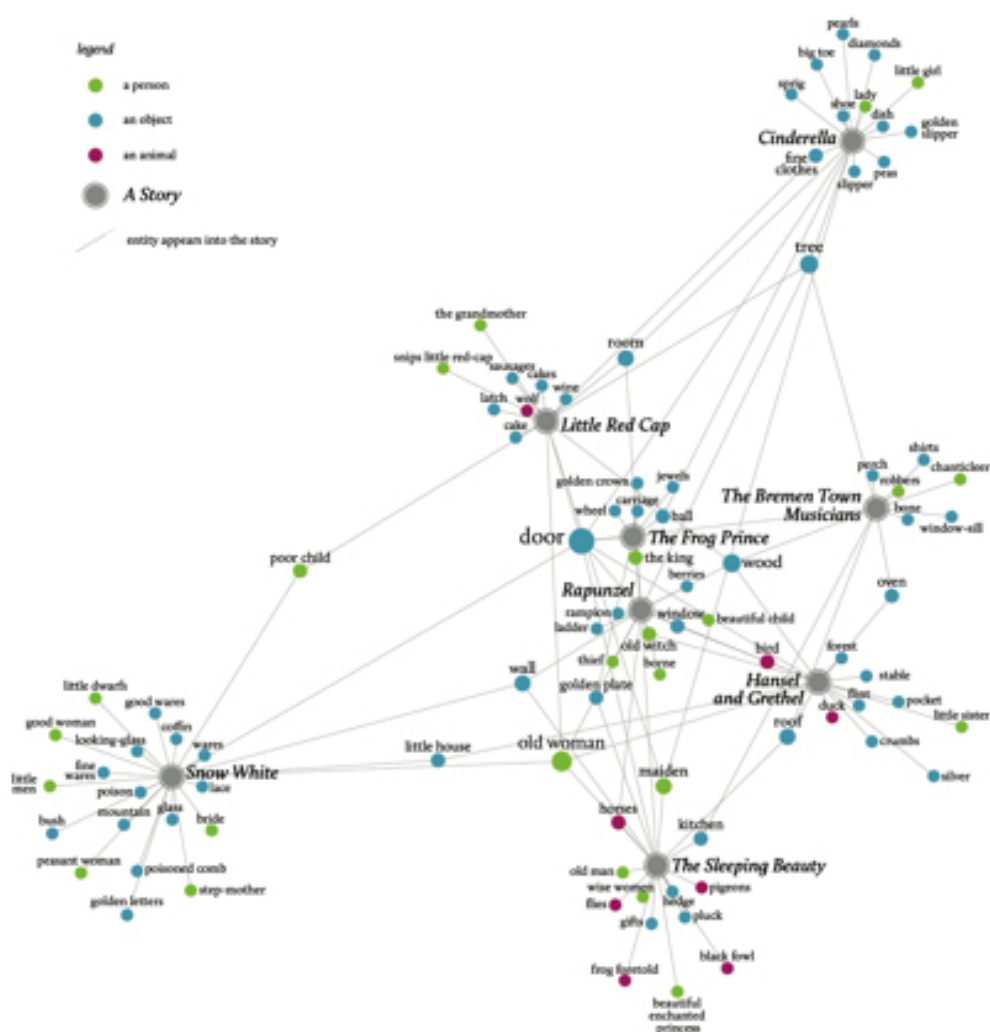 legend
a person
an object
an animal
A Story
entity appears into the story
pearls
diamonds
big toe
little girl
sprig
lady
shoe
dish
golden
slipper
Cinderella
fine
clothes
peas
slipper
tree
the grandmother
room
snips little red-cap
sausages
cakes
wine
latch
wolf
cake
Little Red Cap
shirts
perch
chanticleer
robbers
golden crown
jewels
The Bremen Town
Musicians
bone
window-sill
carriage
wheel
ball
door
The Frog Prince
the king
wood
poor child
berries
oven
Rapunzel
rampion
window
beautiful child
ladder
old witch
bird
forest
thief
horne
wall
golden plate
Hansel
and Grethel
stable
flint
pocket
duck
little sister
roof
crumbs
little dwarfs
good wares
good woman
coffin
looking-glass
wares
little house
old woman
fine
wares
Snow White
little
men
poison
lace
maiden
silver
mountain
glass
bride
horses
kitchen
bush
peasant woman
poisoned comb
The Sleeping Beauty
old man
step-mother
wise women
pigeons
golden letters
flies
hedge
gifts
pluck
black fowl
frog foretold
beautiful
enchanted
princess